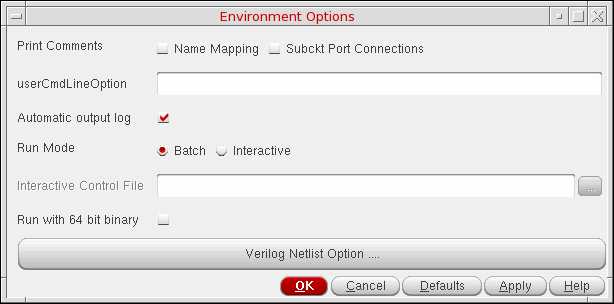 Environment Options
Print Comments Name Mapping Subckt Port Connections
userCmdLineOption
Automatic output log
Run Mode Batch Interactive
Interactive Control File ...
Run with 64 bit binary
Verilog Netlist Option ....
OK Cancel Defaults Apply Help